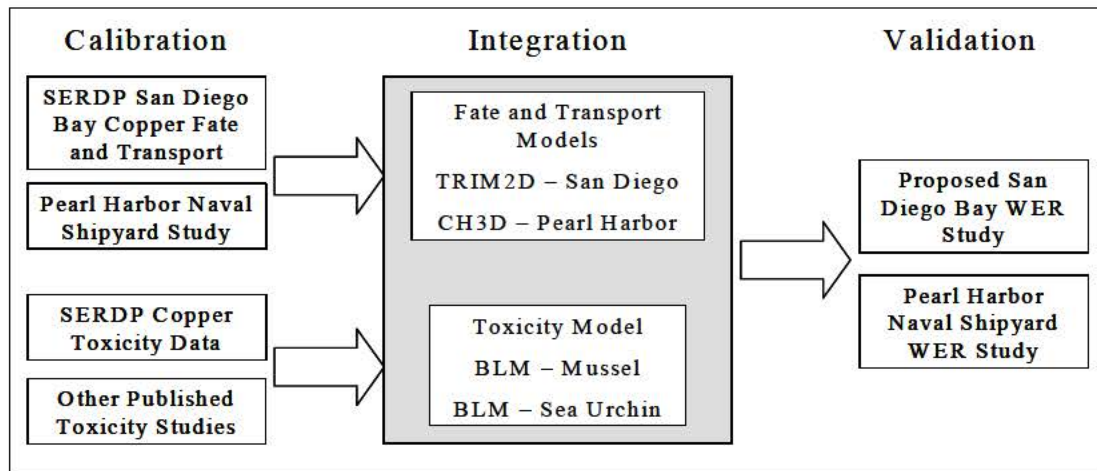 Calibration
SERDP San Diego
Bay Copper Fate
and Transport
Pearl Harbor Naval
Shipyard Study
SERDP Copper
Toxicity Data
Other Published
Toxicity Studies
Integration
Fate and Transport
Models
TRIM2D – San Diego
CH3D – Pearl Harbor
Toxicity Model
BLM – Mussel
BLM – Sea Urchin
Validation
Proposed San
Diego Bay WER
Study
Pearl Harbor
Naval Shipyard
WER Study